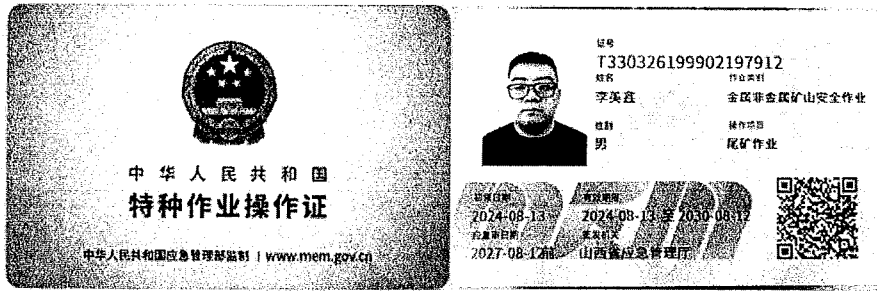 中华人民共和国
特种作业操作证
中华人民共和国应急管理部监制 | www.mem.gov.cn
证号
T330326199902197912
姓名 作业类别
李英鑫 金属非金属矿山安全作业
性别 操作项目
男 尾矿作业
初领日期 有效期限
2024-08-13 2024-08-13 至 2030-08-12
应复审日期 签发机关
2027-08-12前 山西省应急管理厅